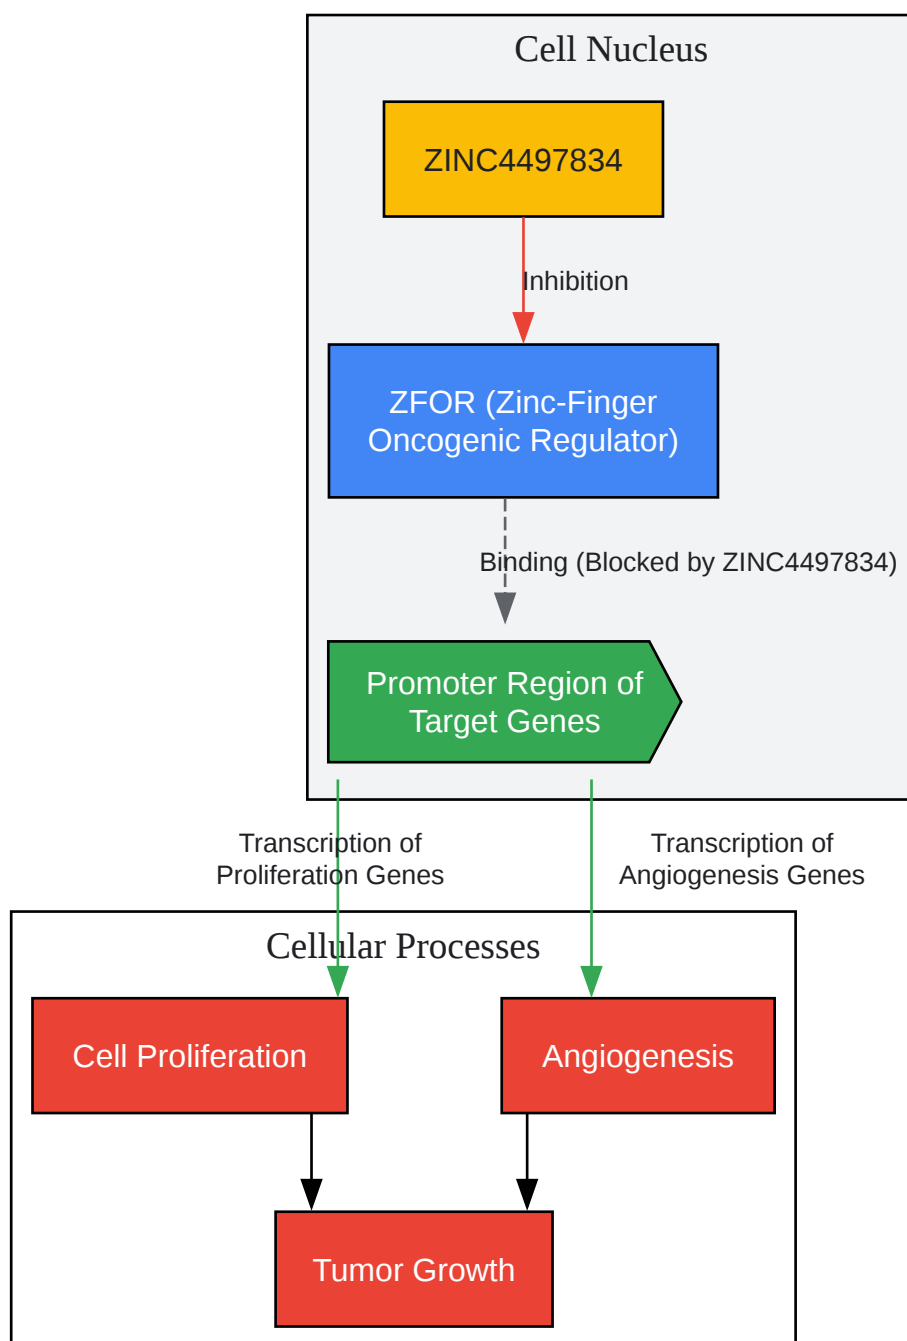 Cell Nucleus
ZINC4497834
Inhibition
ZFOR (Zinc-Finger
Oncogenic Regulator)
Binding (Blocked by ZINC4497834)
Promoter Region of
Target Genes
Transcription of
Proliferation Genes
Transcription of
Angiogenesis Genes
Cellular Processes
Cell Proliferation
Angiogenesis
Tumor Growth